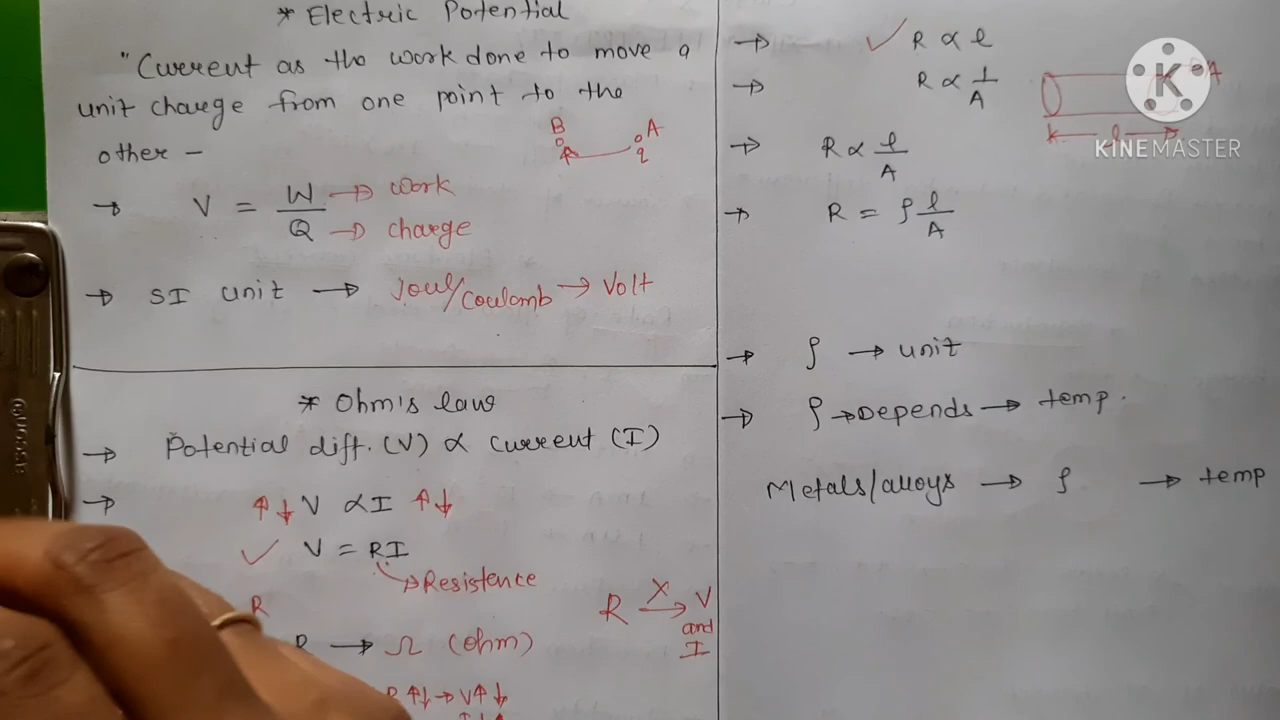 * Electric Potential
"Current as the work done to move a
unit charge from one point to the
other -
B
A
q
→ V = W → work
Q → charge
→ SI unit → Joul/Coulomb → Volt
* Ohm's law
→ Potential diff. (V) ∝ current (I)
→ ↑↓ V ∝ I ↑↓
✓ V = RI
→ Resistence
R
R X→ V
and
I
R → Ω (ohm)
R ↑↓ → V↑↓
→ ✓ R ∝ l
→ R ∝ 1/A
→ R ∝ l/A
→ R = ρ l/A
A
l
K
KINEMASTER
→ ρ → unit
→ ρ → Depends → temp.
Metals/alloys → ρ → temp